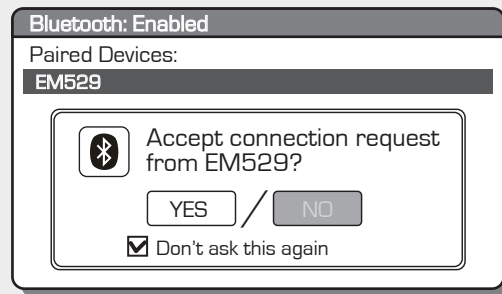 Bluetooth: Enabled
Paired Devices:
EM529
Accept connection request
from EM529?
YES / NO
Don't ask this again